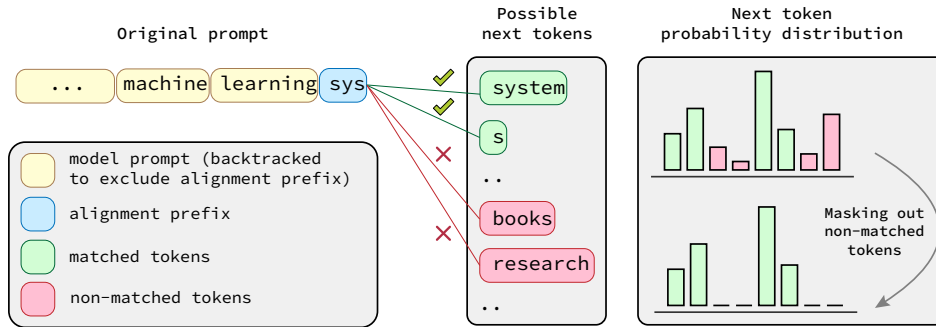 Original prompt
Possible
next tokens
Next token
probability distribution
... machine learning sys
system
s
..
books
research
..
model prompt (backtracked
to exclude alignment prefix)
alignment prefix
matched tokens
non-matched tokens
Masking out
non-matched
tokens